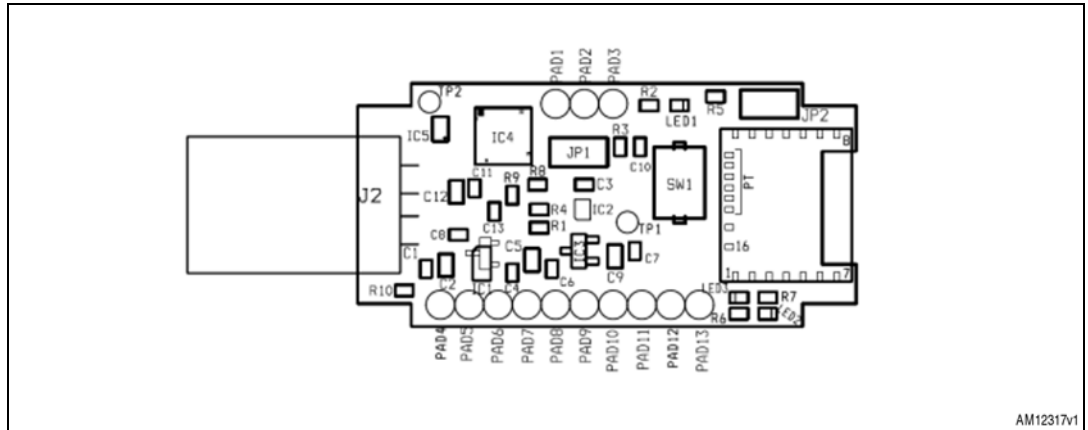 PAD1
PAD2
PAD3
TP2
R2
LED1
R5
JP2
IC5
IC4
JP1
R3
C10
8
PT
SW1
C11
R8
R9
C3
J2
C12
C13
R4
IC2
R1
TP1
16
C8
C5
IC3
C7
C1
C2
IC1
C4
C6
C9
1
7
R10
LED3
R7
R6
LED2
PAD4
PAD5
PAD6
PAD7
PAD8
PAD9
PAD10
PAD11
PAD12
PAD13
AM12317v1